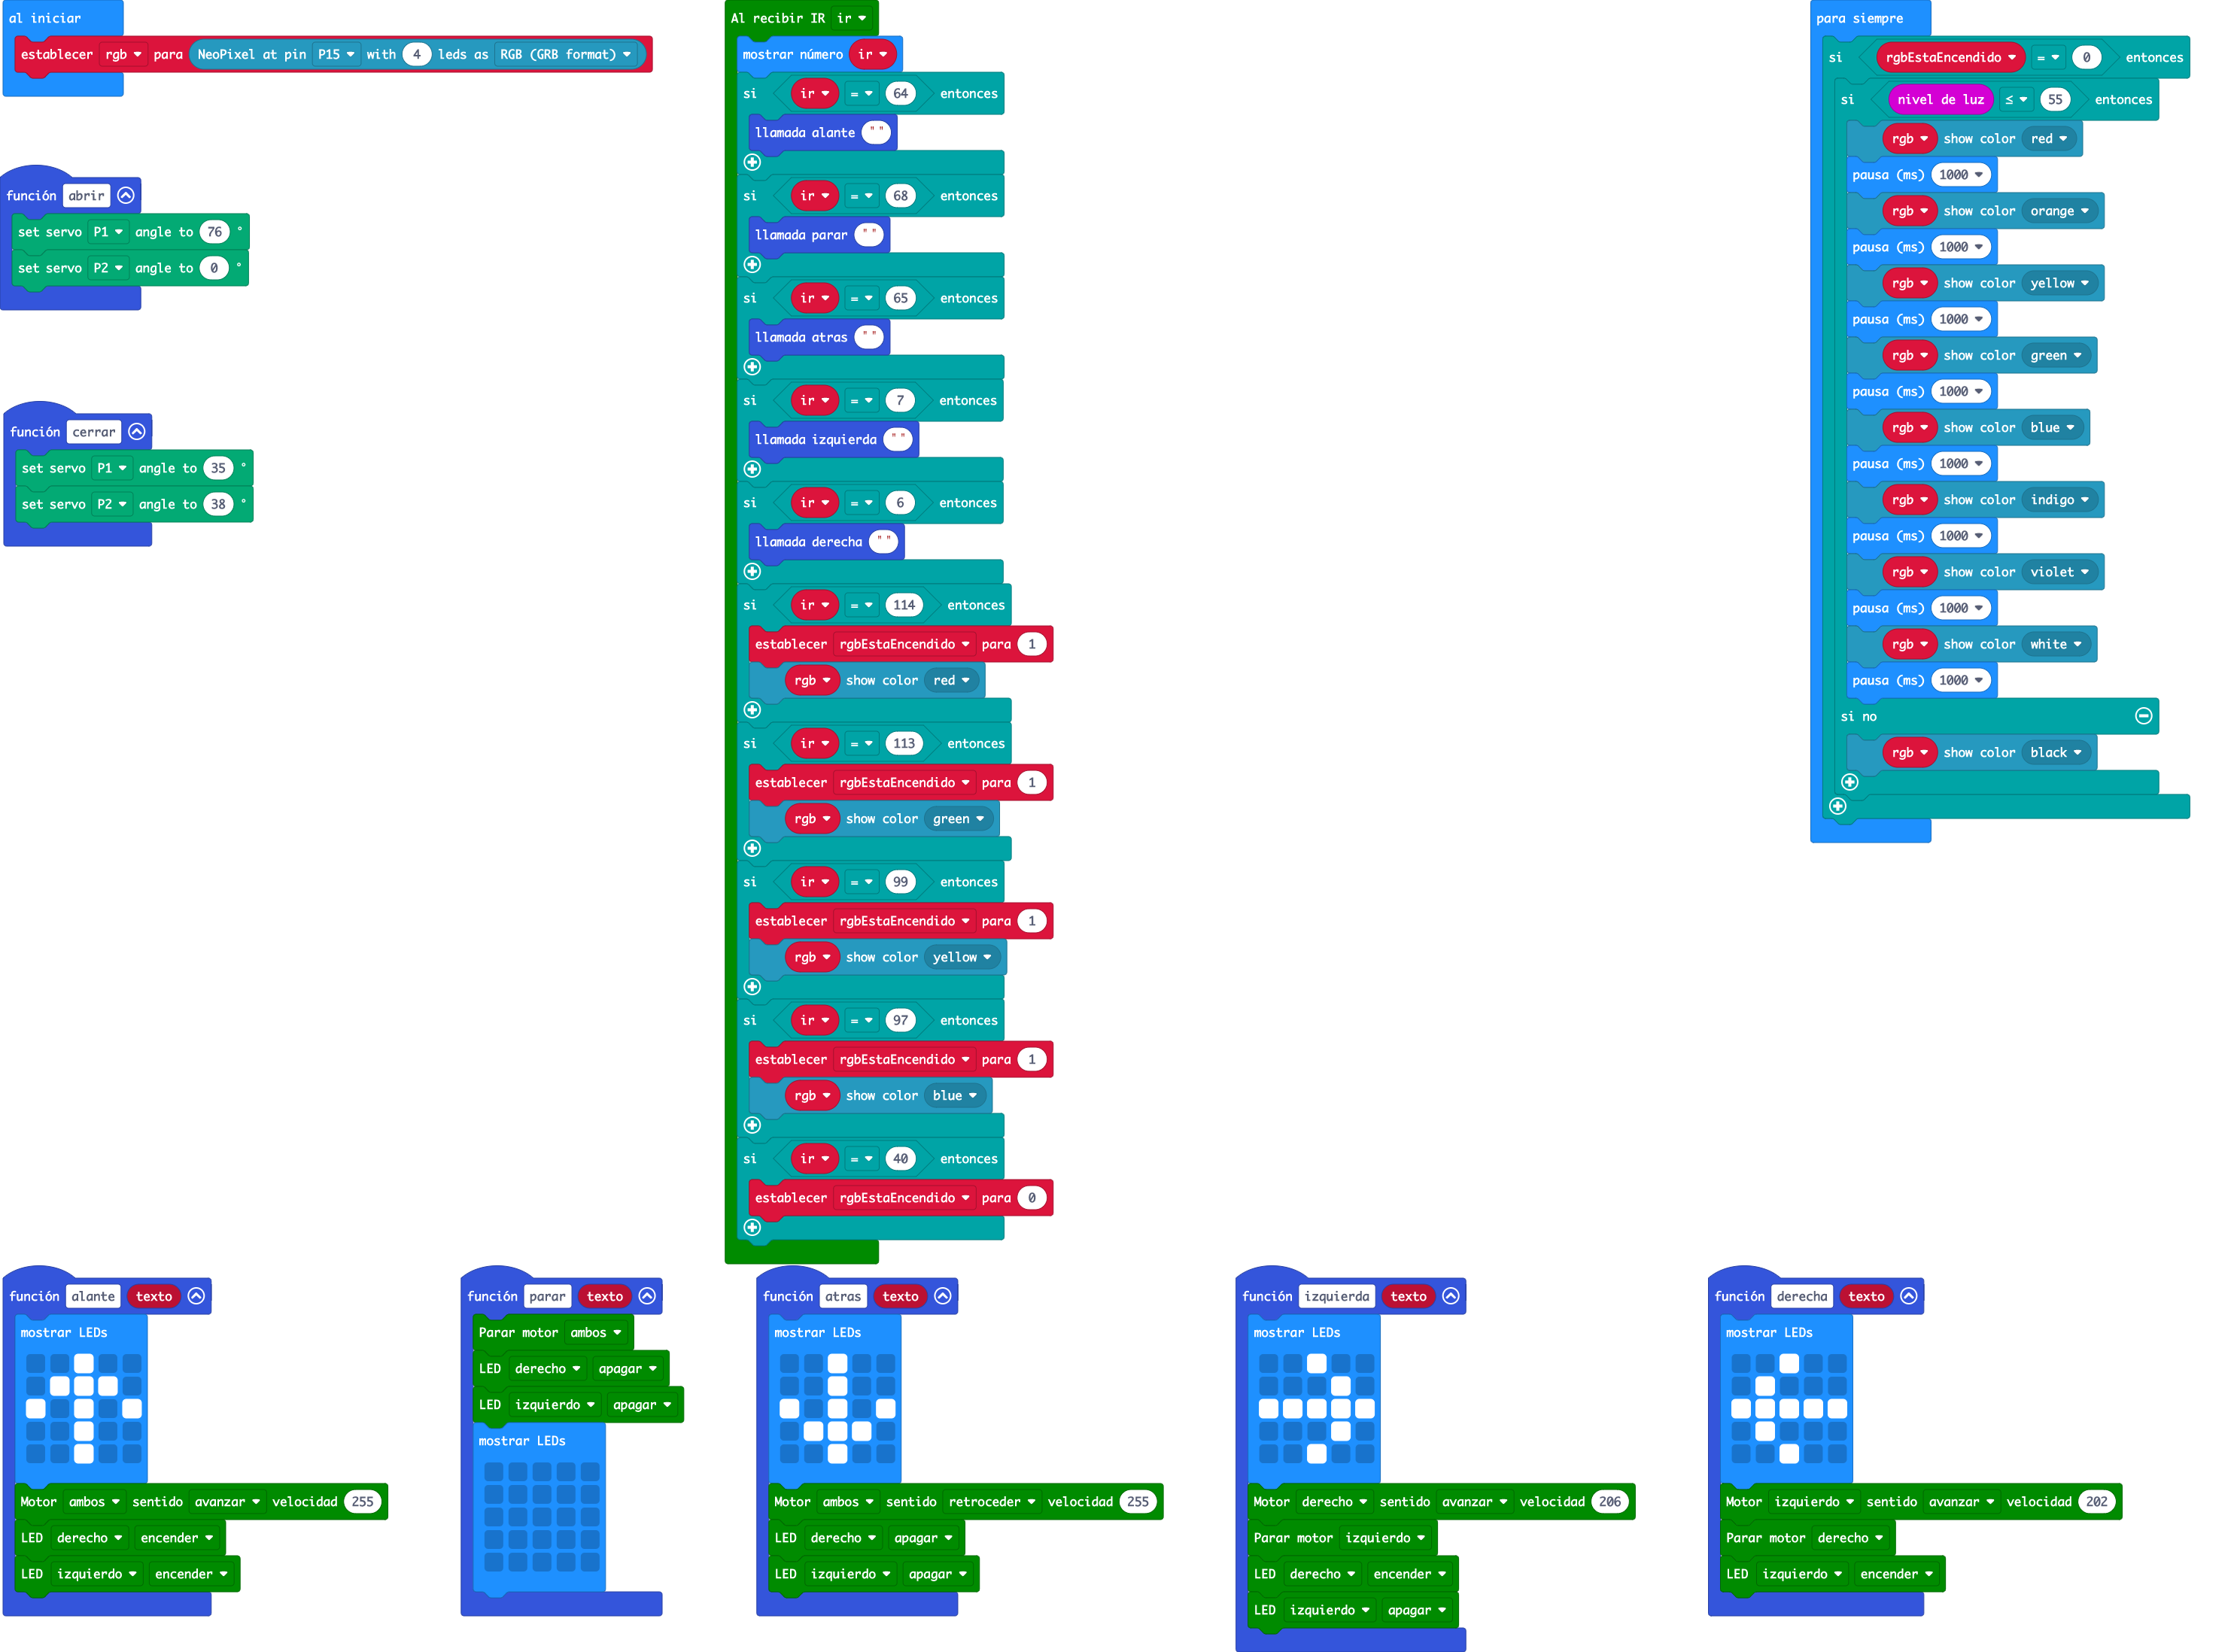 al iniciar
establecer rgb para NeoPixel at pin P15 with 4 leds as RGB (GRB format)
función abrir
set servo P1 angle to 76 °
set servo P2 angle to 0 °
función cerrar
set servo P1 angle to 35 °
set servo P2 angle to 38 °
Al recibir IR ir
mostrar número ir
si ir = 64 entonces
llamada alante " "
si ir = 68 entonces
llamada parar " "
si ir = 65 entonces
llamada atras " "
si ir = 7 entonces
llamada izquierda " "
si ir = 6 entonces
llamada derecha " "
si ir = 114 entonces
establecer rgbEstaEncendido para 1
rgb show color red
si ir = 113 entonces
establecer rgbEstaEncendido para 1
rgb show color green
si ir = 99 entonces
establecer rgbEstaEncendido para 1
rgb show color yellow
si ir = 97 entonces
establecer rgbEstaEncendido para 1
rgb show color blue
si ir = 40 entonces
establecer rgbEstaEncendido para 0
para siempre
si rgbEstaEncendido = 0 entonces
si nivel de luz ≤ 55 entonces
rgb show color red
pausa (ms) 1000
rgb show color orange
pausa (ms) 1000
rgb show color yellow
pausa (ms) 1000
rgb show color green
pausa (ms) 1000
rgb show color blue
pausa (ms) 1000
rgb show color indigo
pausa (ms) 1000
rgb show color violet
pausa (ms) 1000
rgb show color white
pausa (ms) 1000
si no
rgb show color black
función alante texto
mostrar LEDs
Motor ambos sentido avanzar velocidad 255
LED derecho encender
LED izquierdo encender
función parar texto
Parar motor ambos
LED derecho apagar
LED izquierdo apagar
mostrar LEDs
función atras texto
mostrar LEDs
Motor ambos sentido retroceder velocidad 255
LED derecho apagar
LED izquierdo apagar
función izquierda texto
mostrar LEDs
Motor derecho sentido avanzar velocidad 206
Parar motor izquierdo
LED derecho encender
LED izquierdo apagar
función derecha texto
mostrar LEDs
Motor izquierdo sentido avanzar velocidad 202
Parar motor derecho
LED izquierdo encender